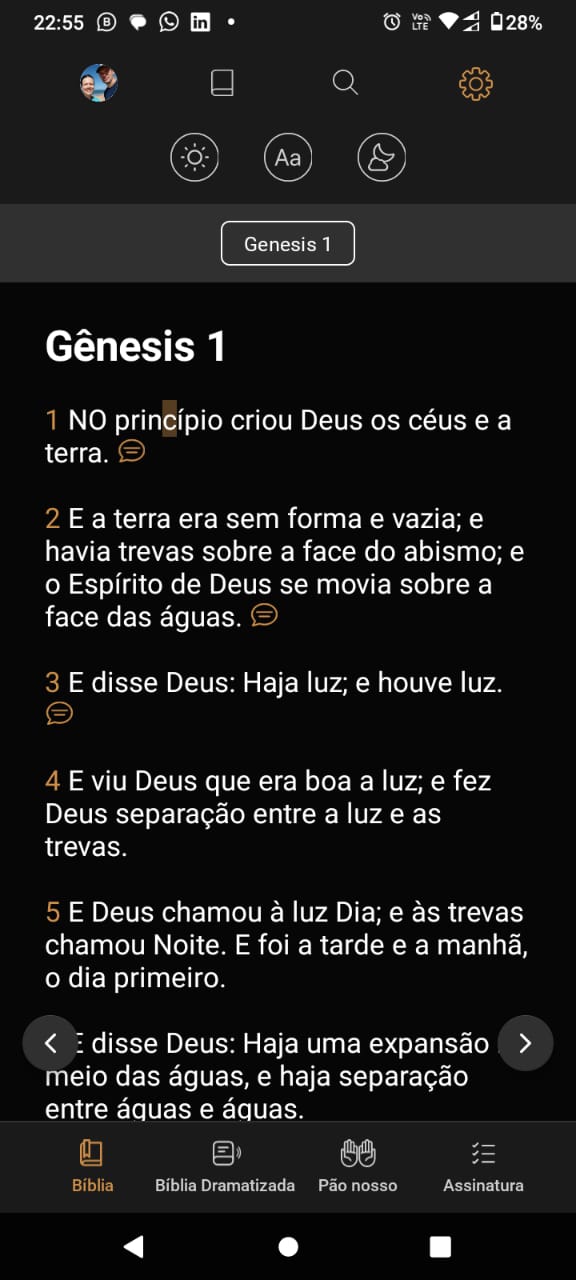 22:55
VoLTE
28%
Aa
Genesis 1
Gênesis 1
1 NO princípio criou Deus os céus e a
terra.
2 E a terra era sem forma e vazia; e
havia trevas sobre a face do abismo; e
o Espírito de Deus se movia sobre a
face das águas.
3 E disse Deus: Haja luz; e houve luz.
4 E viu Deus que era boa a luz; e fez
Deus separação entre a luz e as
trevas.
5 E Deus chamou à luz Dia; e às trevas
chamou Noite. E foi a tarde e a manhã,
o dia primeiro.
E disse Deus: Haja uma expansão
meio das águas, e haja separação
entre águas e águas.
Bíblia
Bíblia Dramatizada
Pão nosso
Assinatura